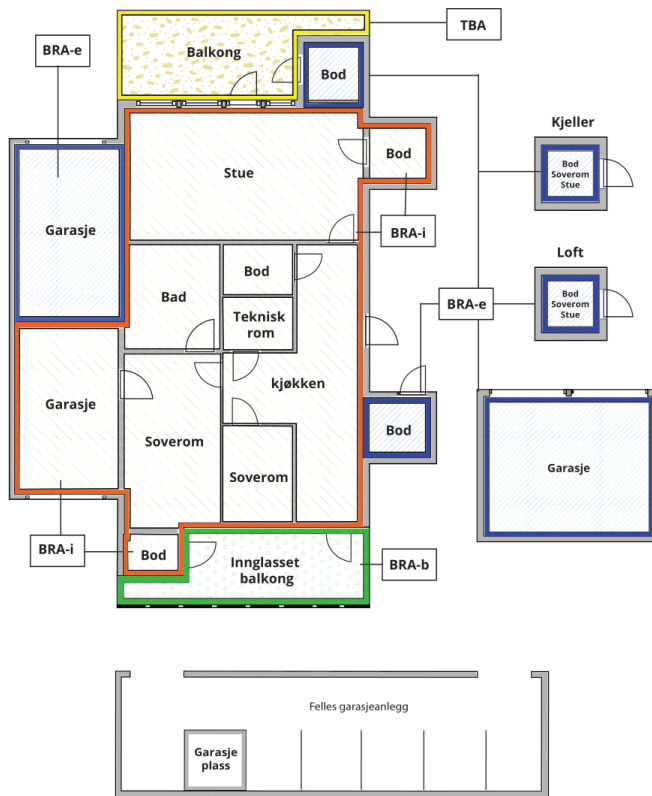 TBA
BRA-e
Balkong
Bod
Kjeller
Bod
Soverom
Stue
Stue
Bod
Garasje
BRA-i
Loft
Bod
Bod
Soverom
Stue
Bad
BRA-e
Teknisk
rom
kjøkken
Garasje
Soverom
Bod
Garasje
Soverom
BRA-i
Bod
Innglasset
balkong
BRA-b
Felles garasjeanlegg
Garasje
plass